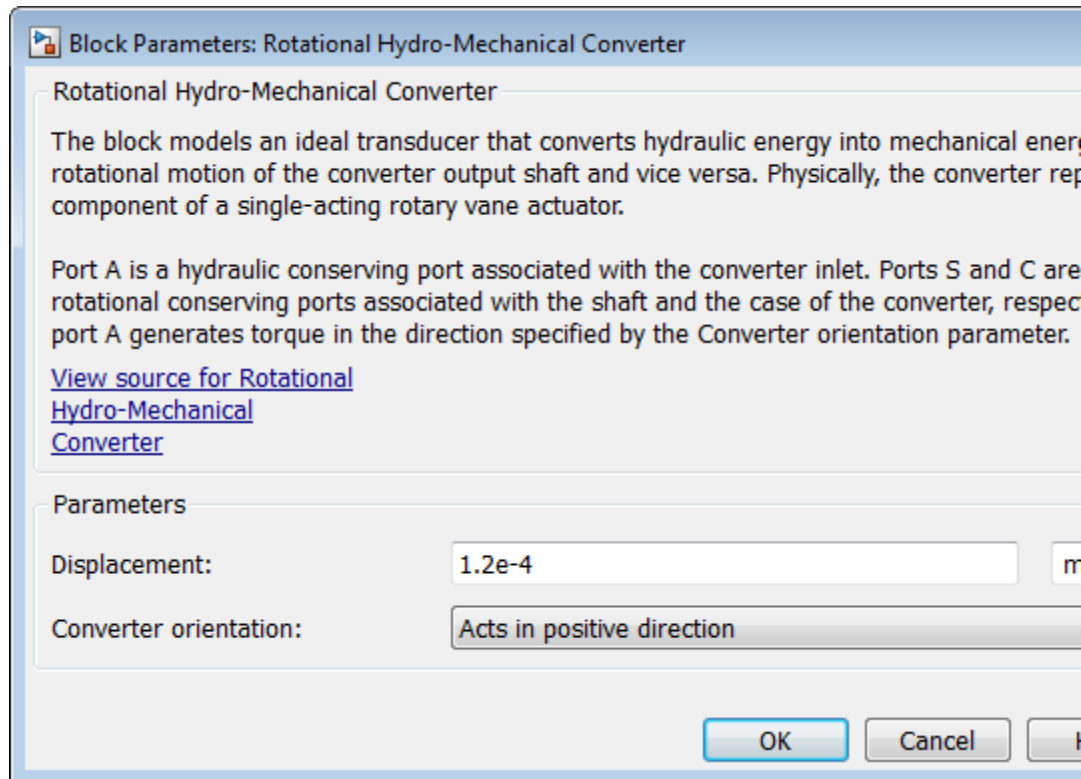 Block Parameters: Rotational Hydro-Mechanical Converter
Rotational Hydro-Mechanical Converter
The block models an ideal transducer that converts hydraulic energy into mechanical
rotational motion of the converter output shaft and vice versa. Physically, the converter
component of a single-acting rotary vane actuator.
Port A is a hydraulic conserving port associated with the converter inlet. Ports S and C are
rotational conserving ports associated with the shaft and the case of the converter,
port A generates torque in the direction specified by the Converter orientation parameter.
View source for Rotational
Hydro-Mechanical
Converter
Parameters
Displacement: 1.2e-4
Converter orientation: Acts in positive direction
OK Cancel